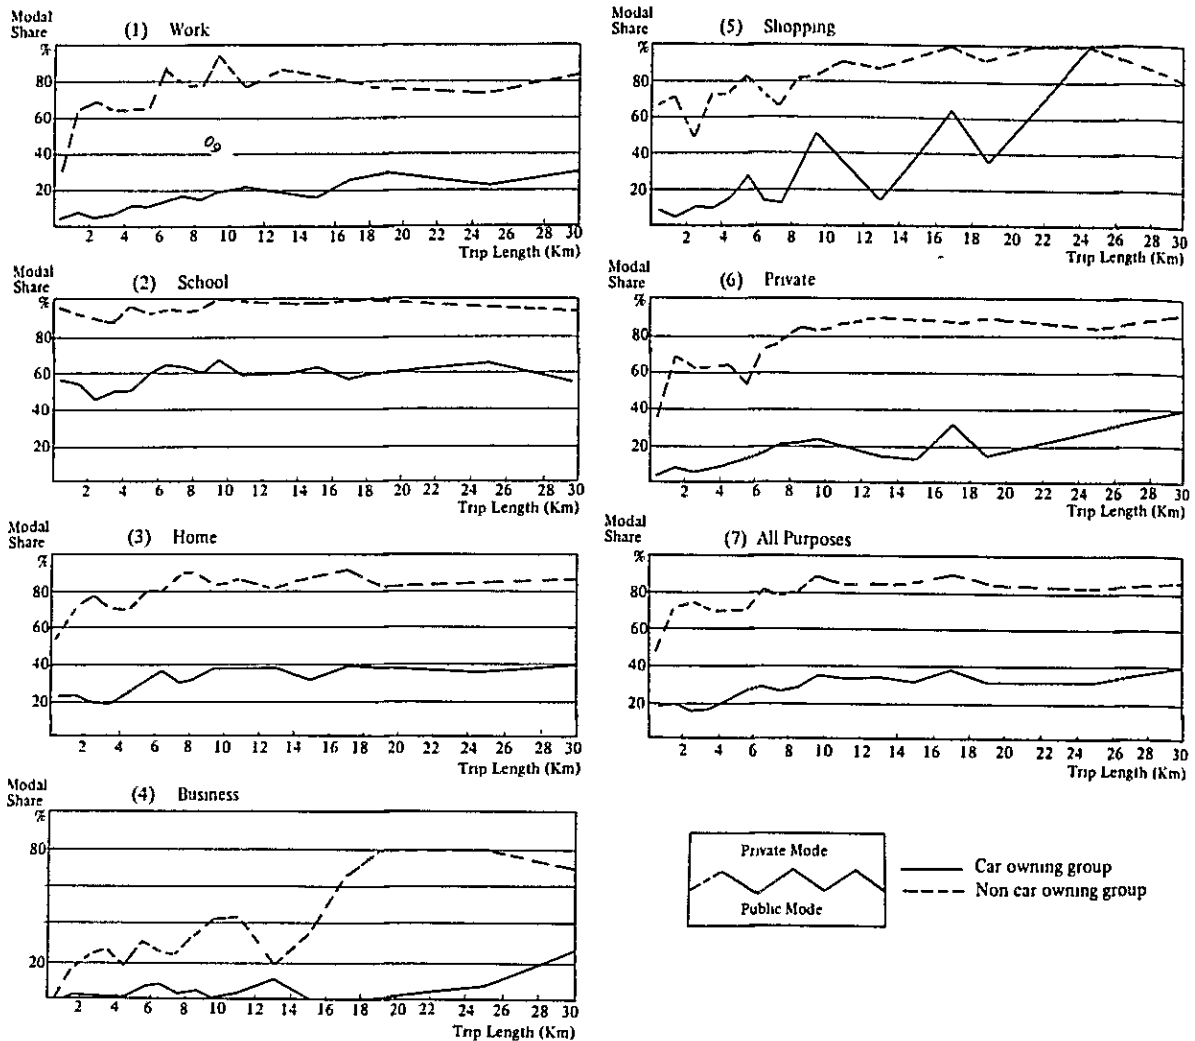 Modal
Share
(1) Work
%
80
60
40
20
2 4 6 8 10 12 14 16 18 20 22 24 26 28 30
Trip Length (Km)
Modal
Share
(2) School
%
80
60
40
20
2 4 6 8 10 12 14 16 18 20 22 24 26 28 30
Trip Length (Km)
Modal
Share
(3) Home
%
80
60
40
20
2 4 6 8 10 12 14 16 18 20 22 24 26 28 30
Trip Length (Km)
Modal
Share
(4) Business
%
80
20
2 4 6 8 10 12 14 16 18 20 22 24 26 28 30
Trip Length (Km)
Modal
Share
(5) Shopping
%
80
60
40
20
2 4 6 8 10 12 14 16 18 20 22 24 26 28 30
Trip Length (Km)
Modal
Share
(6) Private
%
80
60
40
20
2 4 6 8 10 12 14 16 18 20 22 24 26 28 30
Trip Length (Km)
Modal
Share
(7) All Purposes
%
80
60
40
20
2 4 6 8 10 12 14 16 18 20 22 24 26 28 30
Trip Length (Km)
Private Mode
Public Mode
Car owning group
Non car owning group